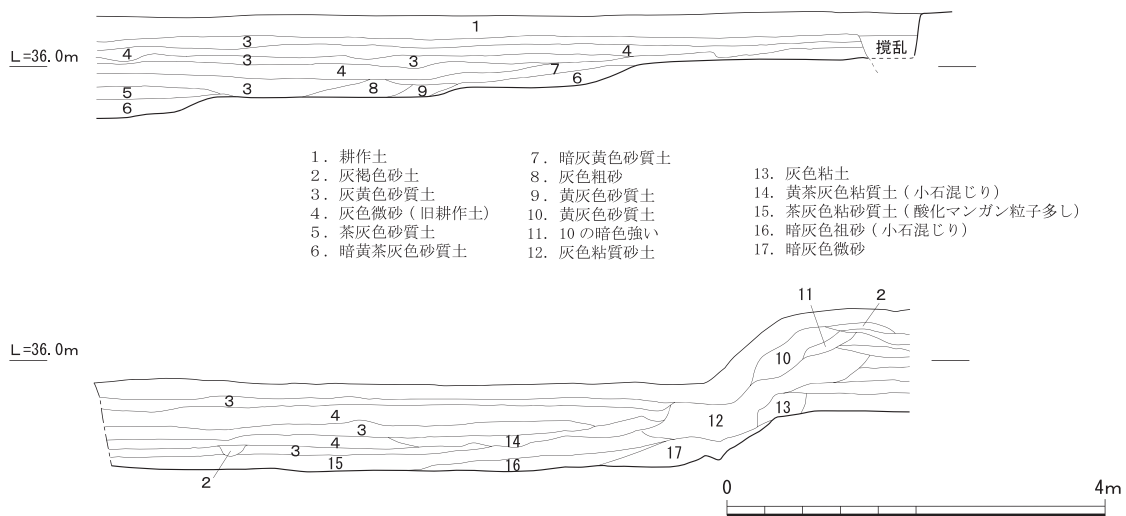 1
3
4
4
3
撹乱
L=36.0m
3
7
4
6
5
3
8
9
6
1．耕作土
2．灰褐色砂土
3．灰黄色砂質土
4．灰色微砂（旧耕作土）
5．茶灰色砂質土
6．暗黄茶灰色砂質土
7．暗灰黄色砂質土
8．灰色粗砂
9．黄灰色砂質土
10．黄灰色砂質土
11．10の暗色強い
12．灰色粘質砂土
13．灰色粘土
14．黄茶灰色粘質土（小石混じり）
15．茶灰色粘砂質土（酸化マンガン粒子多し）
16．暗灰色祖砂（小石混じり）
17．暗灰色微砂
11
2
L=36.0m
10
3
4
13
12
3
4
14
3
17
15
16
2
0
4m